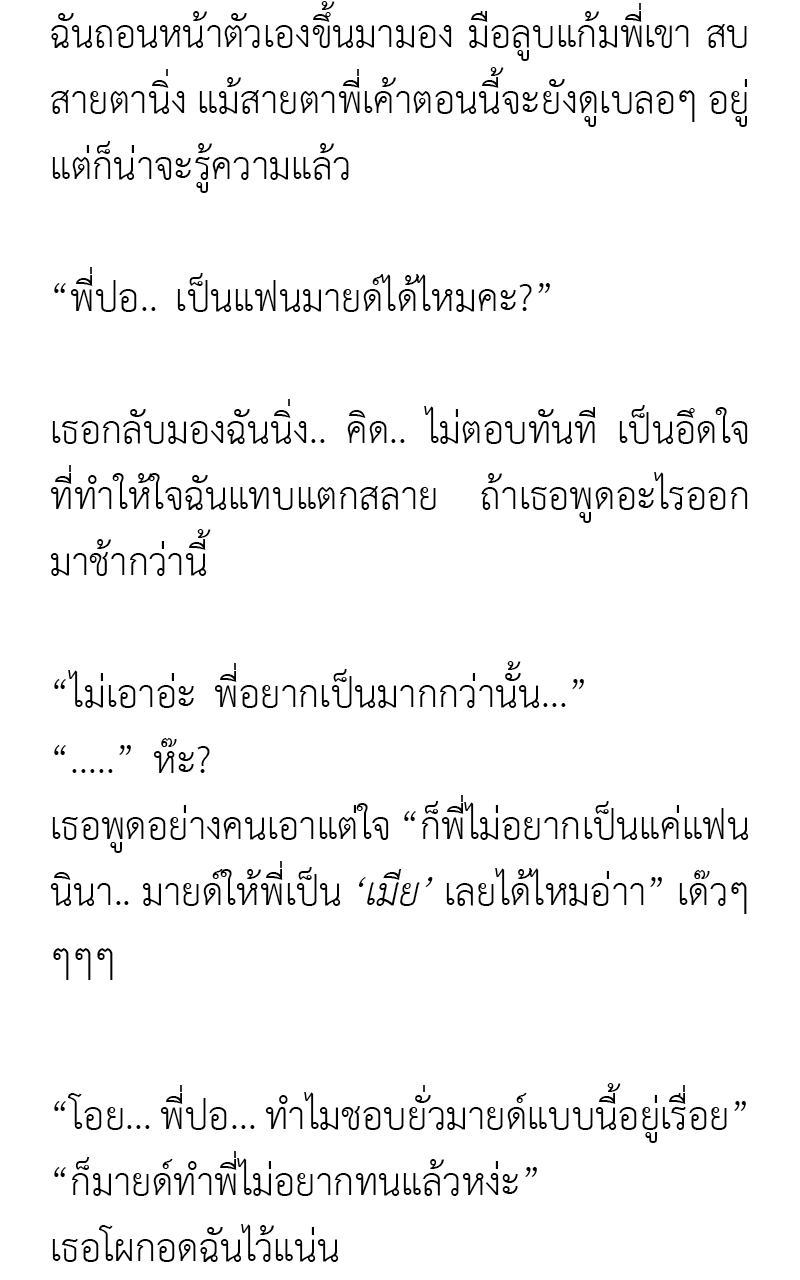 ฉันถอนหน้าตัวเองขึ้นมามอง มือลูบแก้มพี่เขา สบ
สายตานิ่ง แม้สายตาพี่เค้าตอนนี้จะยังดูเบลอๆ อยู่
แต่ก็น่าจะรู้ความแล้ว
“พี่ปอ.. เป็นแฟนมายด์ได้ไหมคะ?”
เธอกลับมองฉันนิ่ง.. คิด.. ไม่ตอบทันที เป็นอึดใจ
ที่ทำให้ใจฉันแทบแตกสลาย ถ้าเธอพูดอะไรออก
มาช้ากว่านี้
“ไม่เอาอ่ะ พี่อยากเป็นมากกว่านั้น...”
“.....” ห๊ะ?
เธอพูดอย่างคนเอาแต่ใจ “ก็พี่ไม่อยากเป็นแค่แฟน
นินา.. มายด์ให้พี่เป็น ‘เมีย’ เลยได้ไหมอ่าา” เด๊วๆ
ๆๆๆ
“โอย... พี่ปอ... ทำไมชอบยั่วมายด์แบบนี้อยู่เรื่อย”
“ก็มายด์ทำพี่ไม่อยากทนแล้วหง่ะ”
เธอโผกอดฉันไว้แน่น